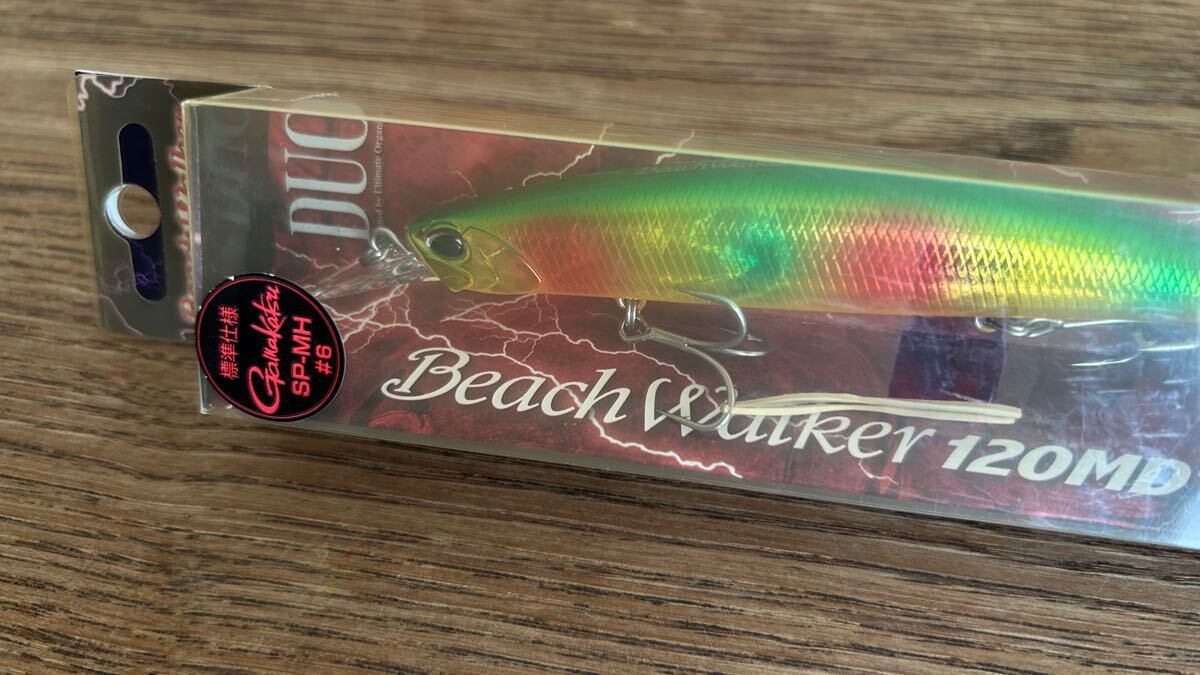 DUO
標準仕様
Gamakatsu
SP-MH
#6
Beach Walker 120MD